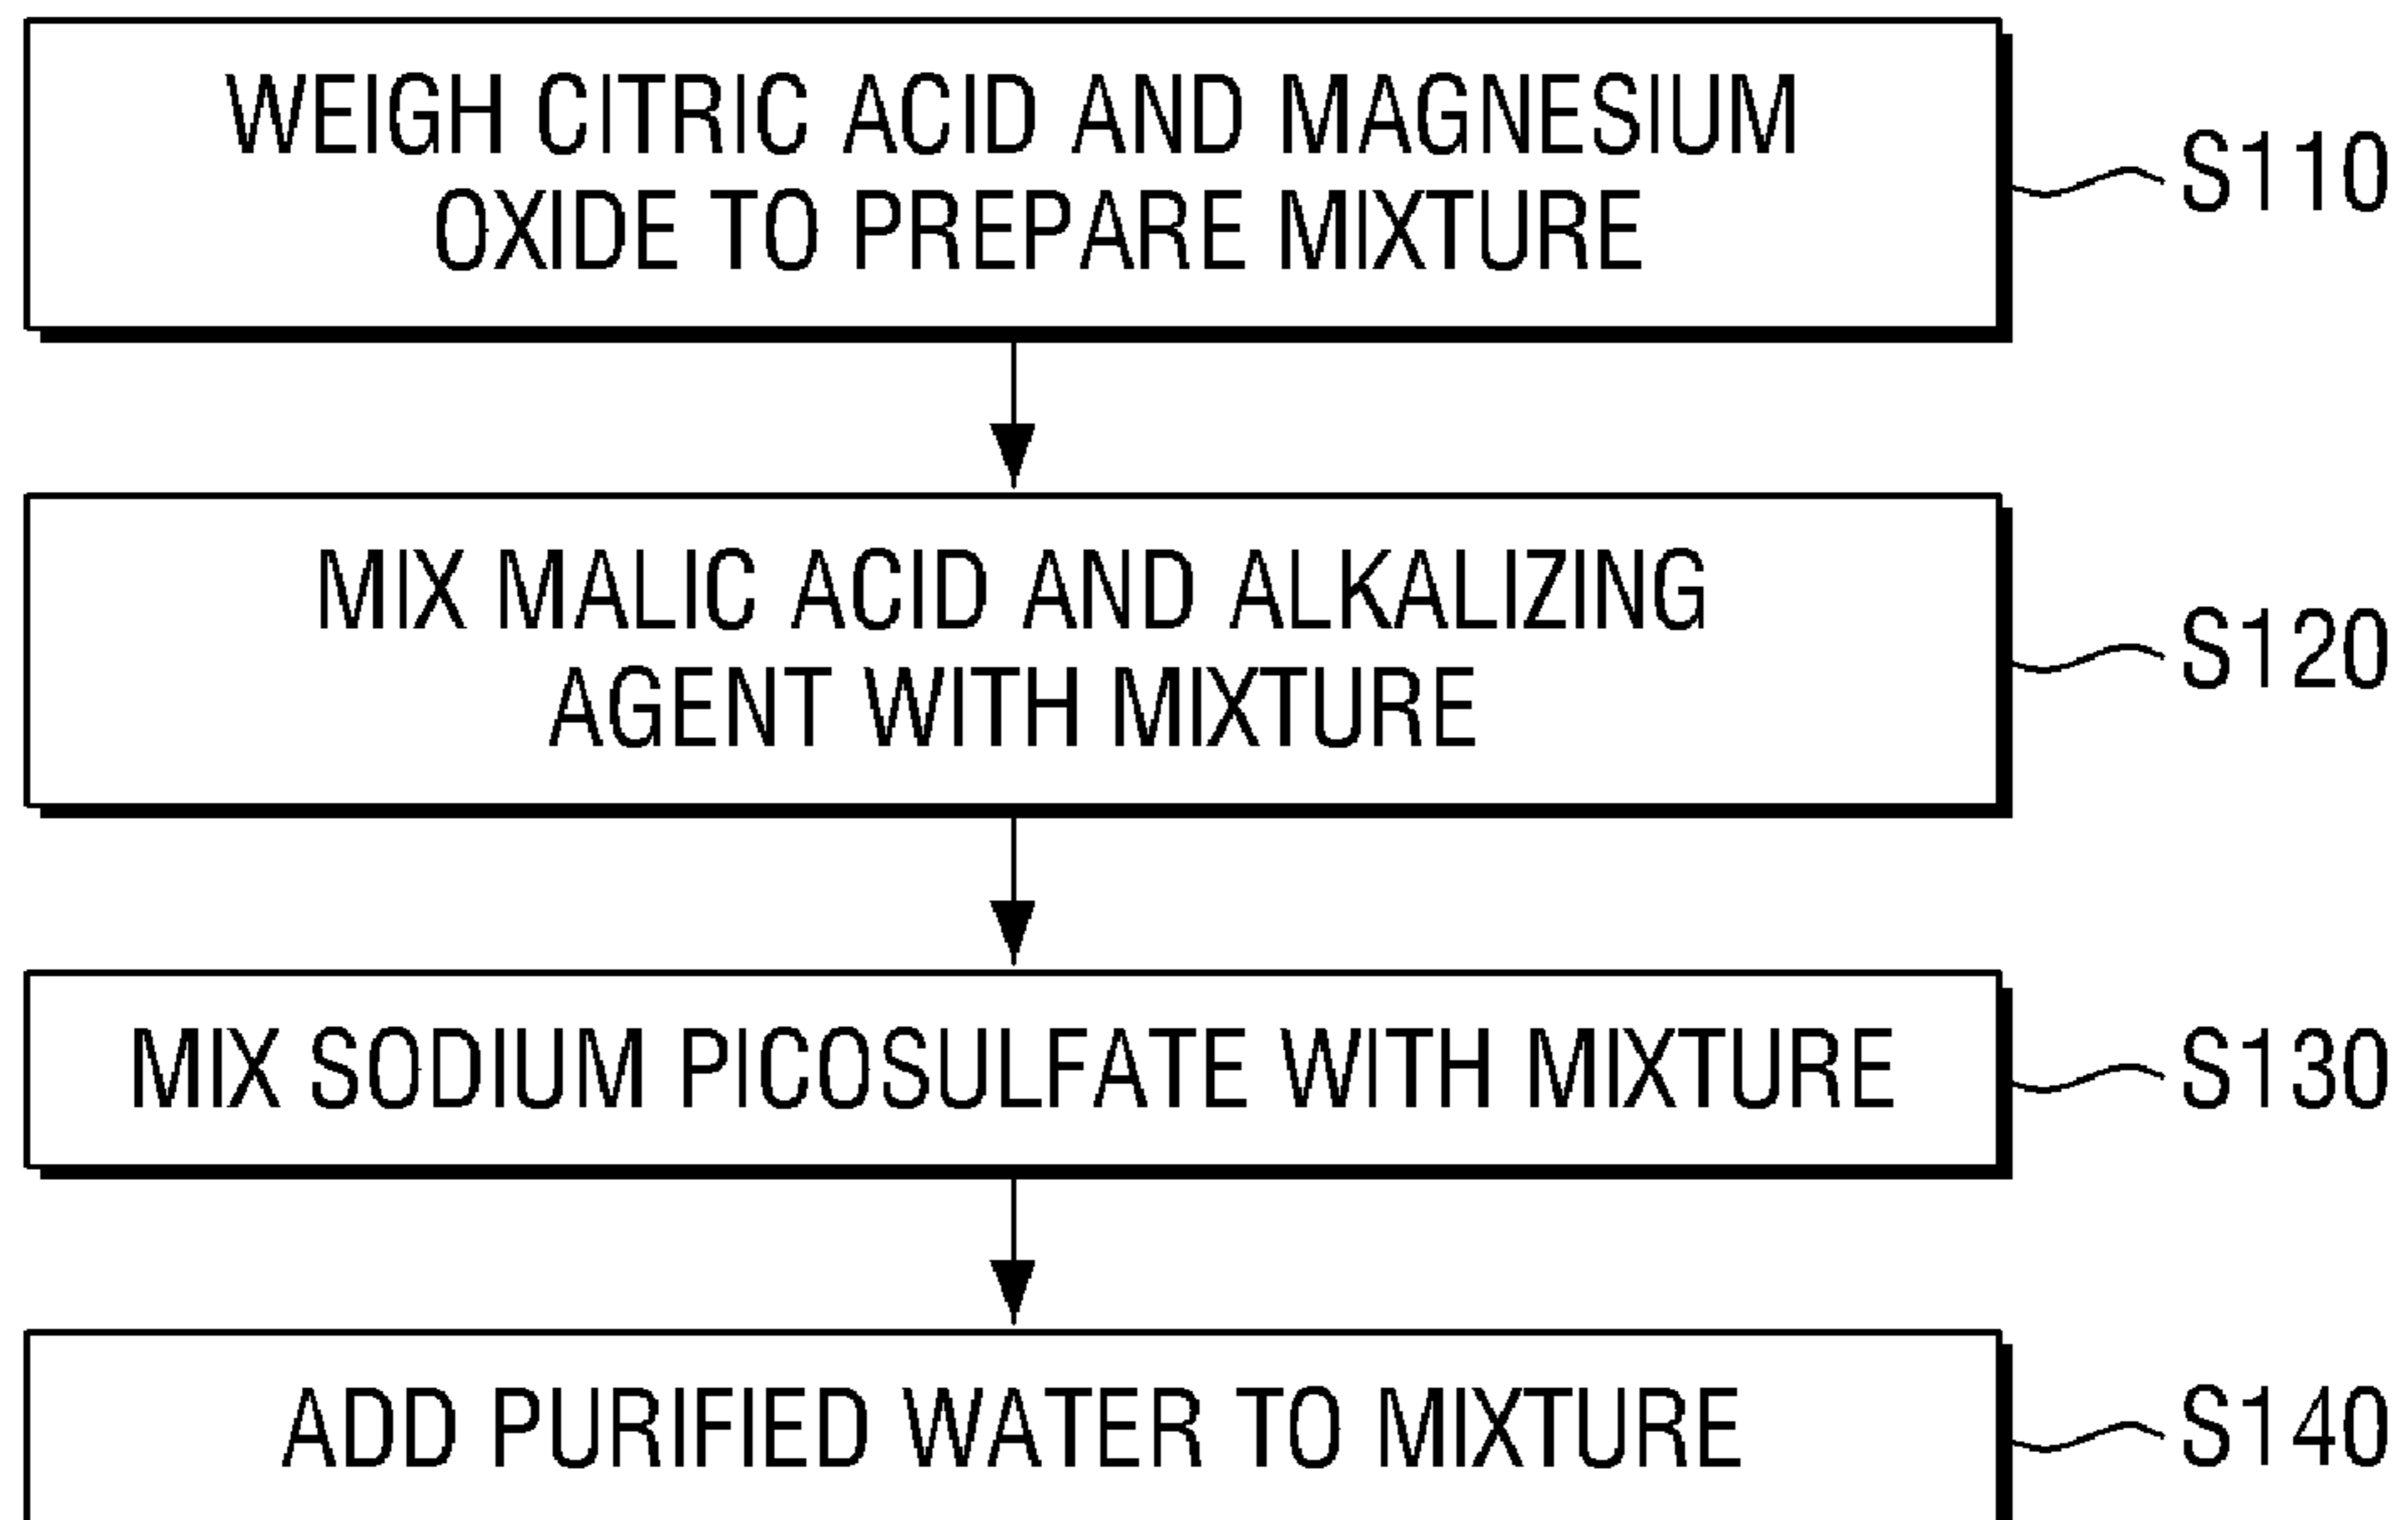 WEIGH CITRIC ACID AND MAGNESIUM
OXIDE TO PREPARE MIXTURE
S110
MIX MALIC ACID AND ALKALIZING
AGENT WITH MIXTURE
S120
MIX SODIUM PICOSULFATE WITH MIXTURE
S130
ADD PURIFIED WATER TO MIXTURE
S140